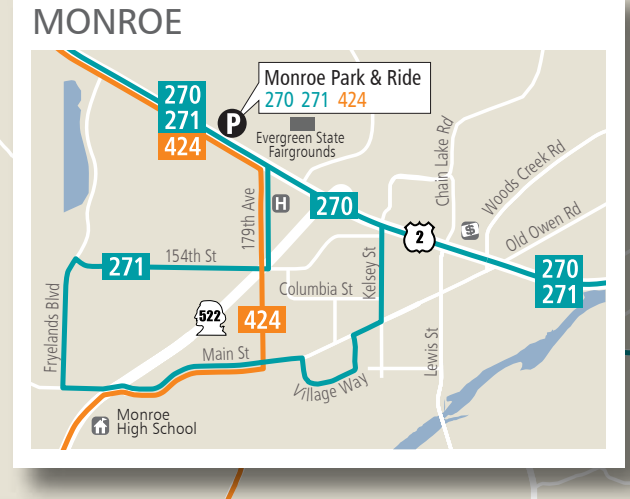 MONROE
Monroe Park & Ride
270 271 424
270
271
424
P
Evergreen State
Fairgrounds
Chain Lake Rd
Woods Creek Rd
Old Owen Rd
179th Ave
H
270
2
$
154th St
271
Columbia St
Kelsey St
270
271
Fryelands Blvd
522
424
Main St
Lewis St
Village Way
Monroe
High School